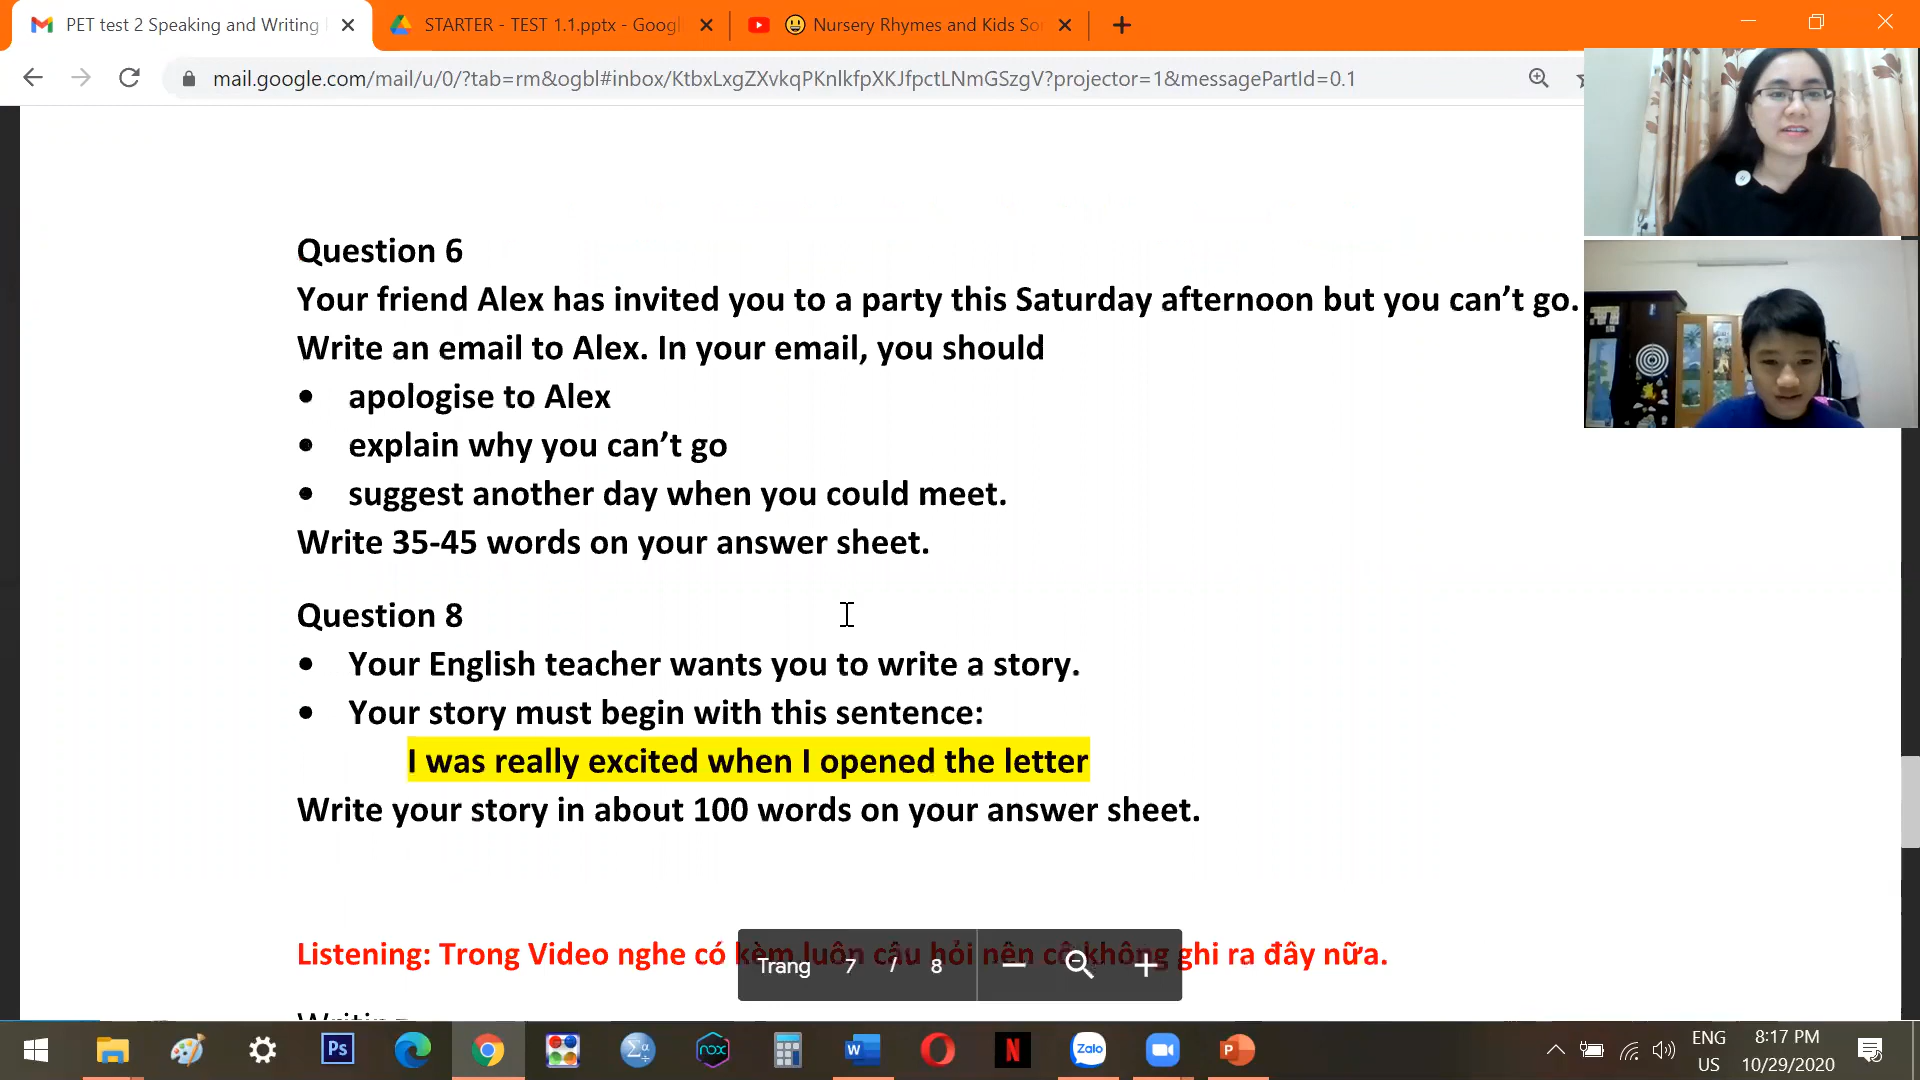 PET test 2 Speaking and Writing
STARTER - TEST 1.1.pptx - Googl
Nursery Rhymes and Kids So
mail.google.com/mail/u/0/?tab=rm&ogbl#inbox/KtbxLxgZXvkqPKnlkfpXKJfpctLNmGSzgV?projector=1&messagePartId=0.1
Question 6
Your friend Alex has invited you to a party this Saturday afternoon but you can’t go.
Write an email to Alex. In your email, you should
• apologise to Alex
• explain why you can’t go
• suggest another day when you could meet.
Write 35-45 words on your answer sheet.
Question 8
• Your English teacher wants you to write a story.
• Your story must begin with this sentence:
I was really excited when I opened the letter
Write your story in about 100 words on your answer sheet.
Listening: Trong Video nghe có kèm luôn câu hỏi nên cô không ghi ra đây nữa.
Trang 7 / 8
Ps
nox
W
N
Zalo
P
ENG
US
8:17 PM
10/29/2020